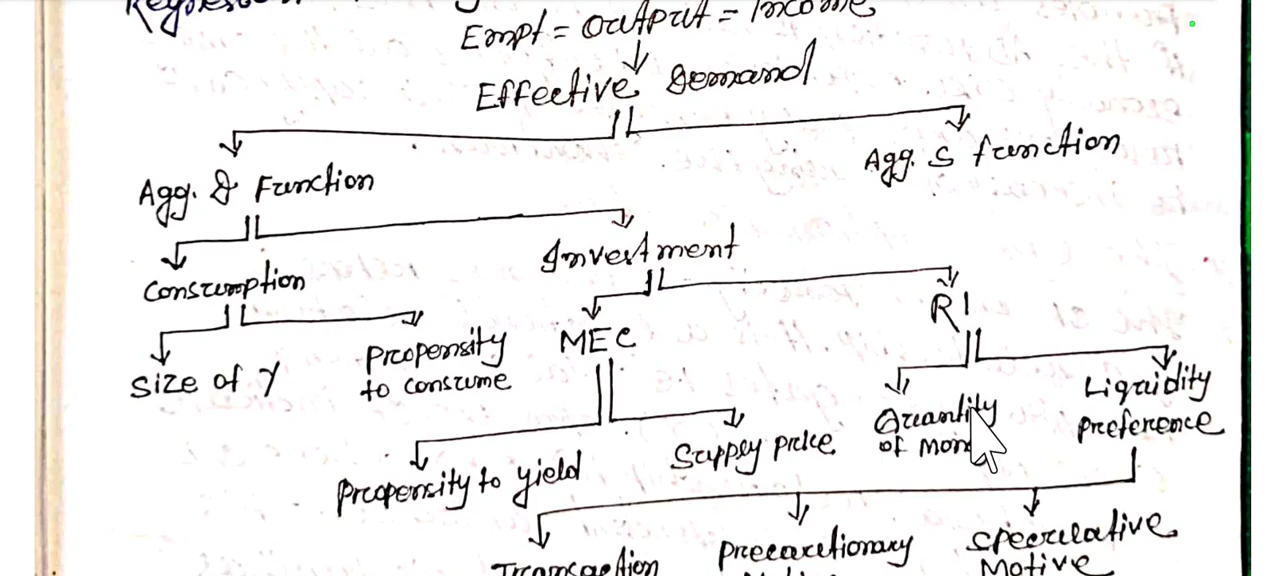 Empt = output = Income
Effective Demand
Agg. D Function
Agg. S function
Consumption
Investment
Size of Y
Propensity
to consume
MEC
RI
Propensity to yield
Supply price
Quantity
of
Liquidity
preference
Transaction
Precautionary
Speculative
Motive